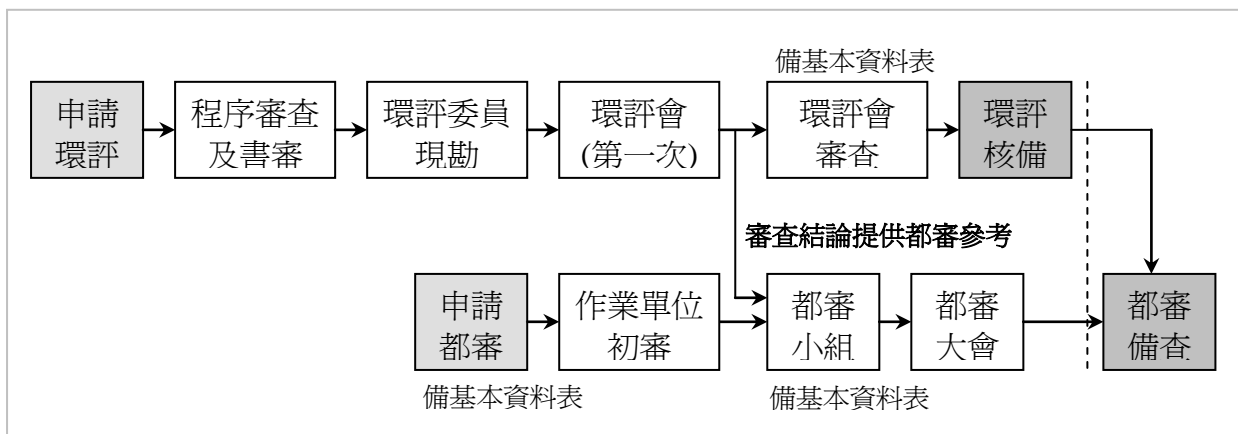 備基本資料表
申請
環評
程序審查
及書審
環評委員
現勘
環評會
(第一次)
環評會
審查
環評
核備
審查結論提供都審參考
申請
都審
作業單位
初審
都審
小組
都審
大會
都審
備查
備基本資料表
備基本資料表